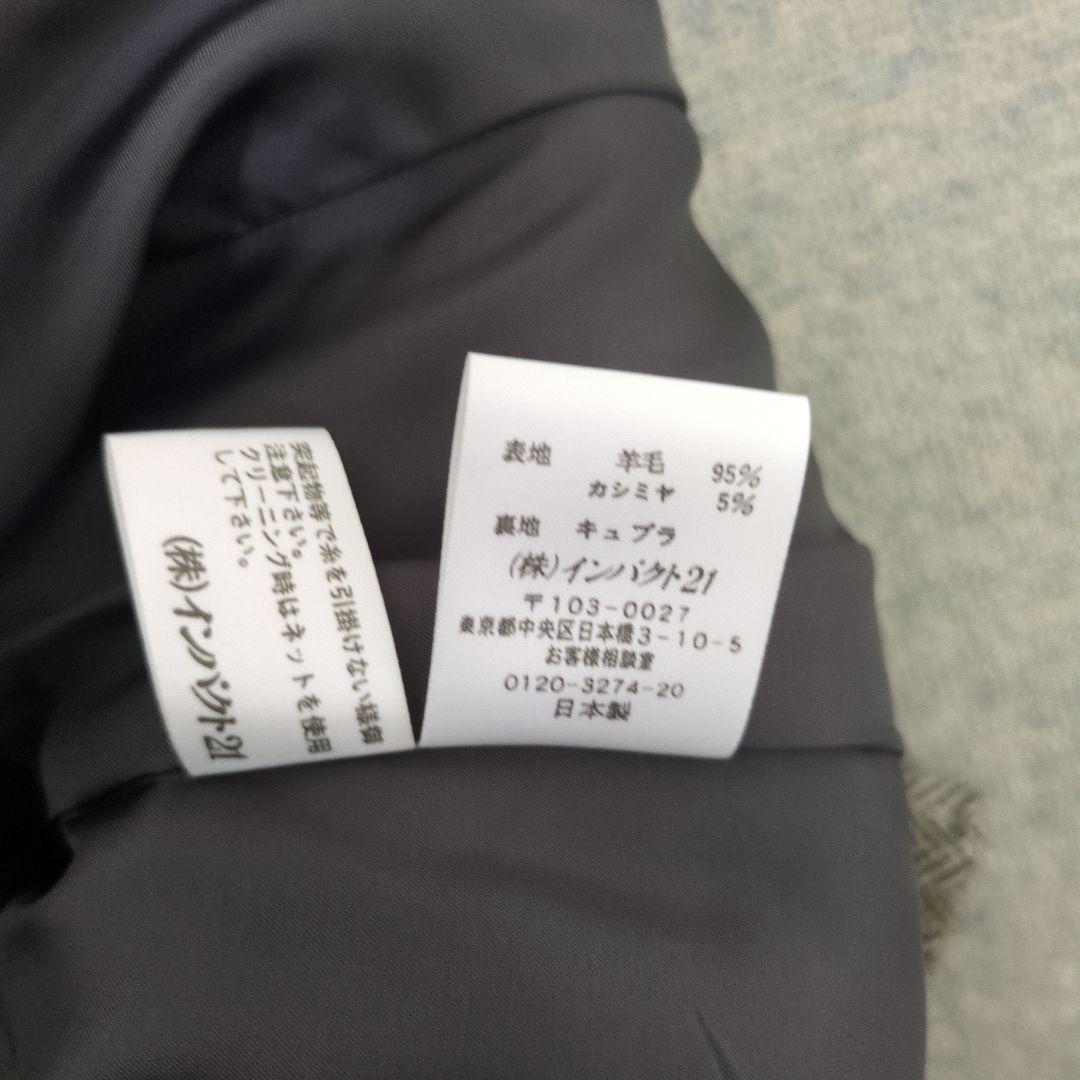 突起物等で糸を引掛けない様御
注意下さい。
クリーニング時はネットを使用
して下さい。
(株)インパクト21
表地 羊毛 95%
カシミヤ 5%
裏地 キュプラ
(株)インパクト21
〒103-0027
東京都中央区日本橋3-10-5
お客様相談室
0120-3274-20
日本製